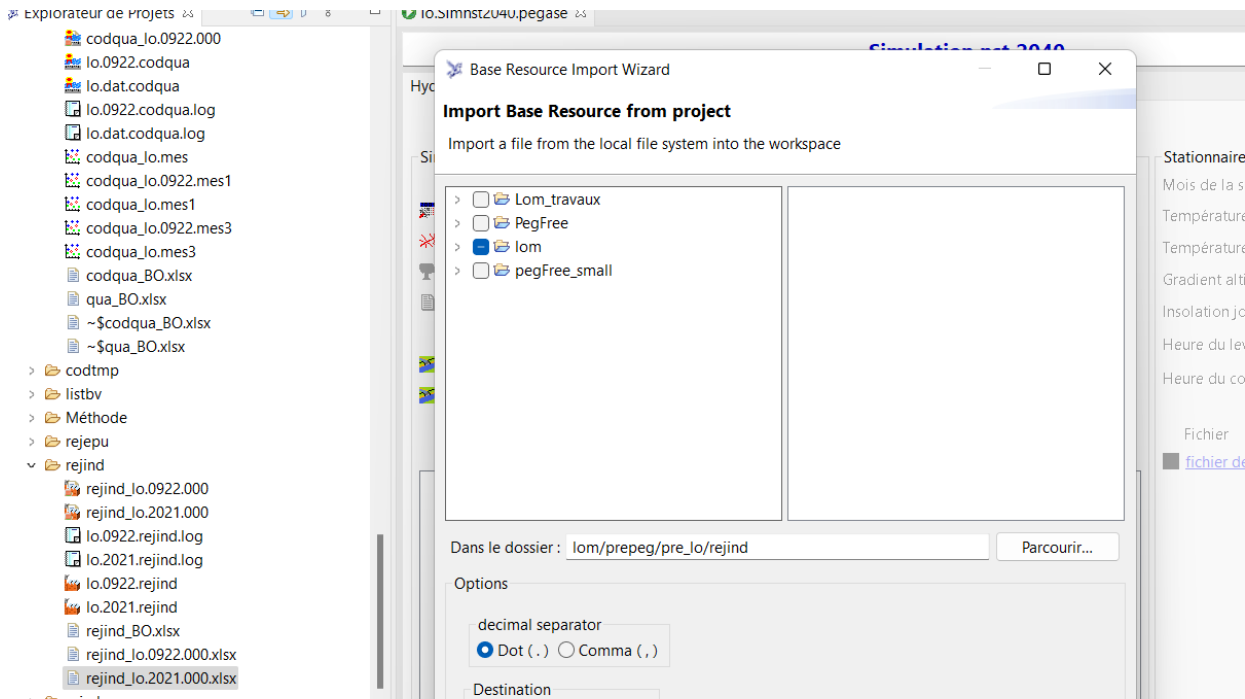 Explorateur de Projets
codqua_lo.0922.000
lo.0922.codqua
lo.dat.codqua
lo.0922.codqua.log
lo.dat.codqua.log
codqua_lo.mes
codqua_lo.0922.mes1
codqua_lo.mes1
codqua_lo.0922.mes3
codqua_lo.mes3
codqua_BO.xlsx
qua_BO.xlsx
~$codqua_BO.xlsx
~$qua_BO.xlsx
codtmp
listbv
Méthode
rejepu
rejind
rejind_lo.0922.000
rejind_lo.2021.000
lo.0922.rejind.log
lo.2021.rejind.log
lo.0922.rejind
lo.2021.rejind
rejind_BO.xlsx
rejind_lo.0922.000.xlsx
rejind_lo.2021.000.xlsx
lo.Simnst2040.pegase
Simulation nst 2040
Hyd
Si
Base Resource Import Wizard
Import Base Resource from project
Import a file from the local file system into the workspace
Lom_travaux
PegFree
lom
pegFree_small
Dans le dossier : lom/prepeg/pre_lo/rejind
Parcourir...
Options
decimal separator
Dot ( . ) Comma ( , )
Destination
Stationnaire
Mois de la s
Température
Température
Gradient alti
Insolation jo
Heure du lev
Heure du co
Fichier
fichier de